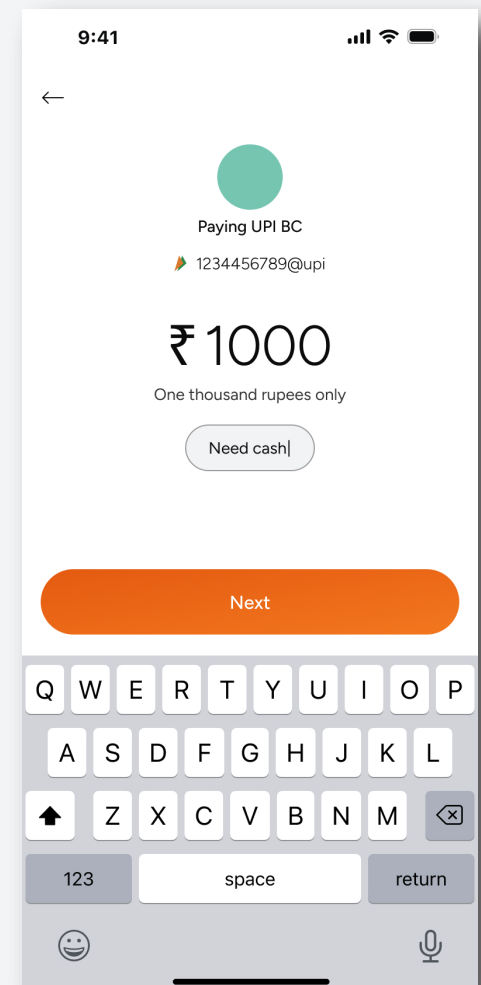 9:41
Paying UPI BC
1234456789@upi
₹ 1000
One thousand rupees only
Need cash
Next
Q W E R T Y U I O P
A S D F G H J K L
Z X C V B N M
123 space return